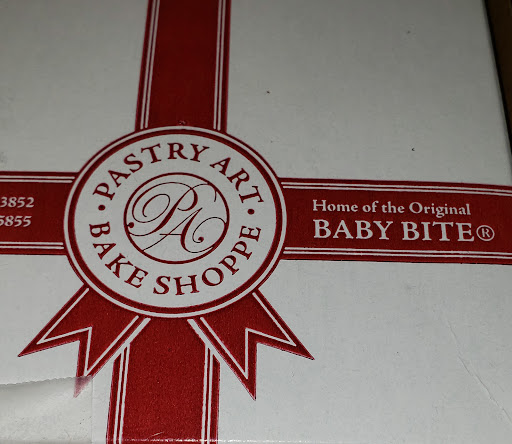 PASTRY ART
PA
BAKE SHOPPE
3852
5855
Home of the Original
BABY BITE®